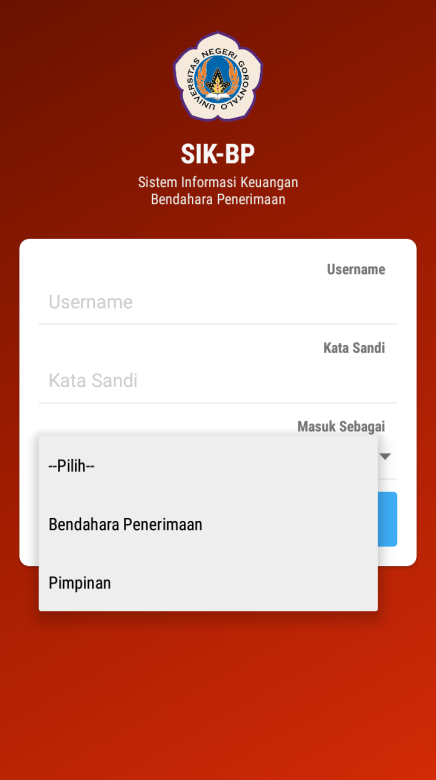 UNIVERSITAS NEGERI GORONTALO
SIK-BP
Sistem Informasi Keuangan
Bendahara Penerimaan
Username
Username
Kata Sandi
Kata Sandi
Masuk Sebagai
--Pilih--
Bendahara Penerimaan
Pimpinan